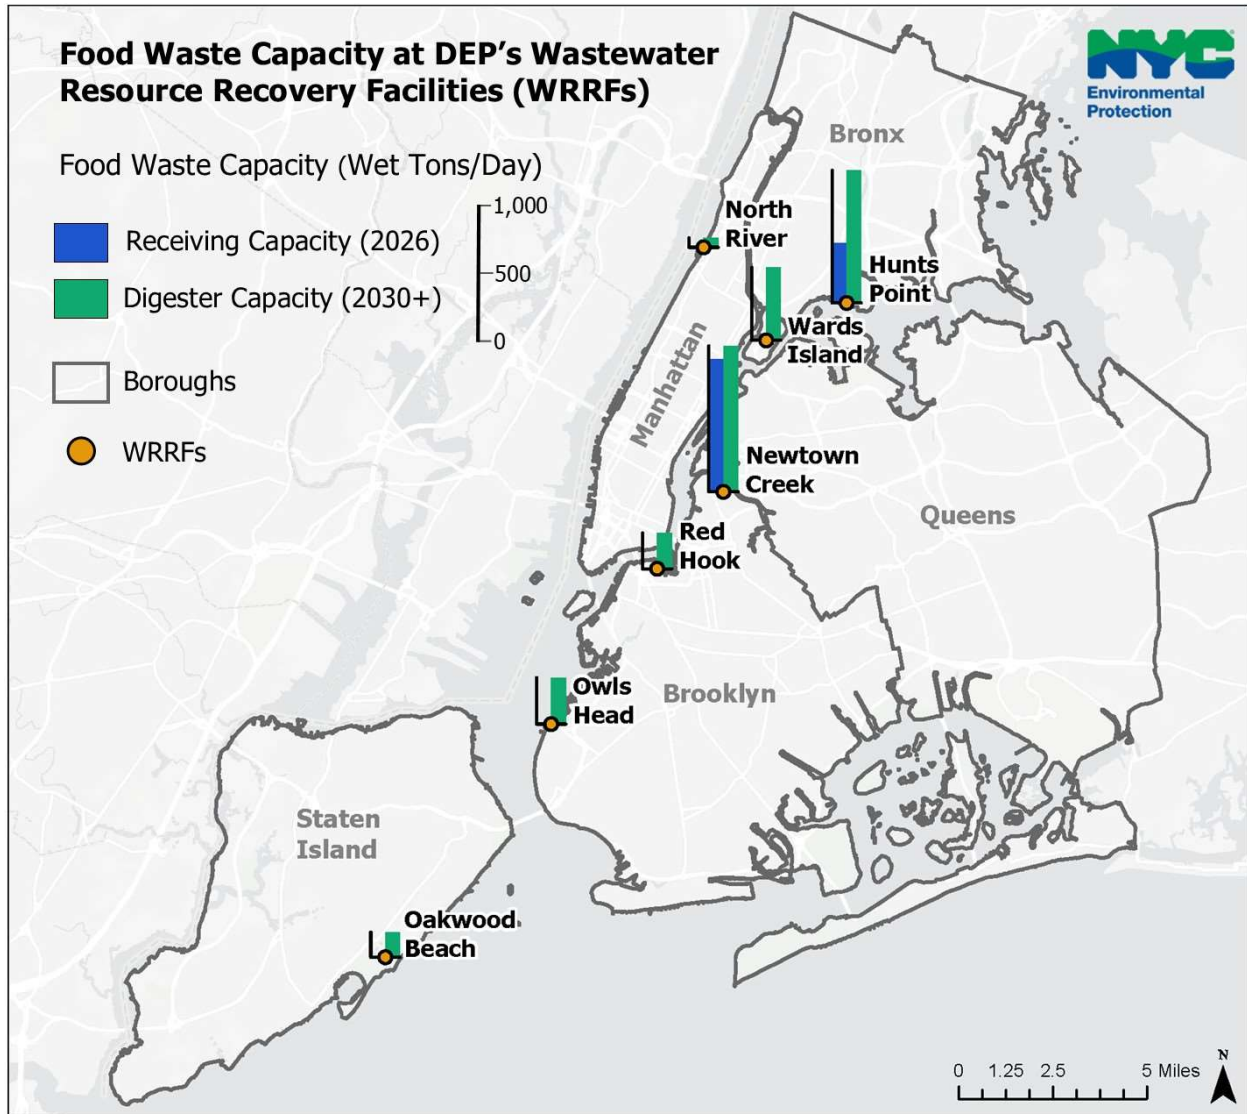 Food Waste Capacity at DEP's Wastewater
Resource Recovery Facilities (WRRFs)
NYC
Environmental
Protection
Food Waste Capacity (Wet Tons/Day)
Receiving Capacity (2026)
Digester Capacity (2030+)
1,000
500
0
Boroughs
WRRFs
Bronx
North
River
Hunts
Point
Wards
Island
Manhattan
Newtown
Creek
Queens
Red
Hook
Owls
Head
Brooklyn
Staten
Island
Oakwood
Beach
0 1.25 2.5 5 Miles
N